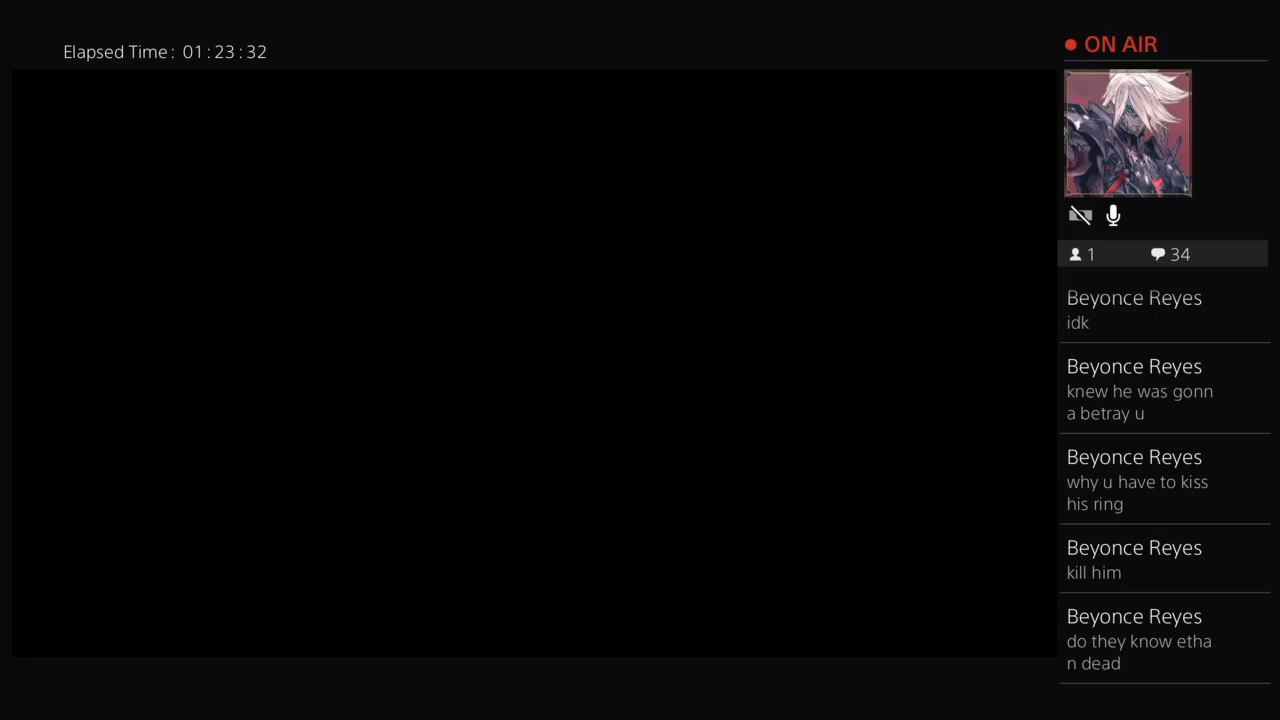 Elapsed Time: 01:23:32
ON AIR
1 34
Beyonce Reyes
idk
Beyonce Reyes
knew he was gonn
a betray u
Beyonce Reyes
why u have to kiss
his ring
Beyonce Reyes
kill him
Beyonce Reyes
do they know etha
n dead